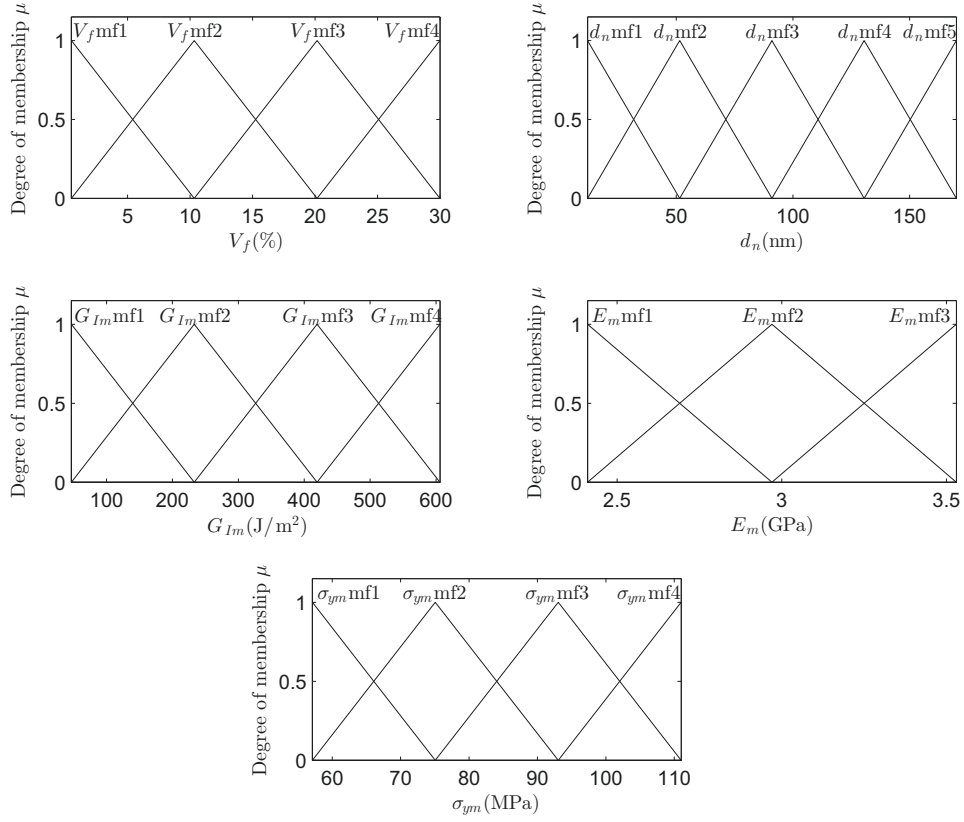 Degree of membership μ
1
0.5
0
V_f mf1 V_f mf2 V_f mf3 V_f mf4
5 10 15 20 25 30
V_f(%)
Degree of membership μ
1
0.5
0
d_n mf1 d_n mf2 d_n mf3 d_n mf4 d_n mf5
50 100 150
d_n(nm)
Degree of membership μ
1
0.5
0
G_Im mf1 G_Im mf2 G_Im mf3 G_Im mf4
100 200 300 400 500 600
G_Im(J/m²)
Degree of membership μ
1
0.5
0
E_m mf1 E_m mf2 E_m mf3
2.5 3 3.5
E_m(GPa)
Degree of membership μ
1
0.5
0
σ_ym mf1 σ_ym mf2 σ_ym mf3 σ_ym mf4
60 70 80 90 100 110
σ_ym(MPa)